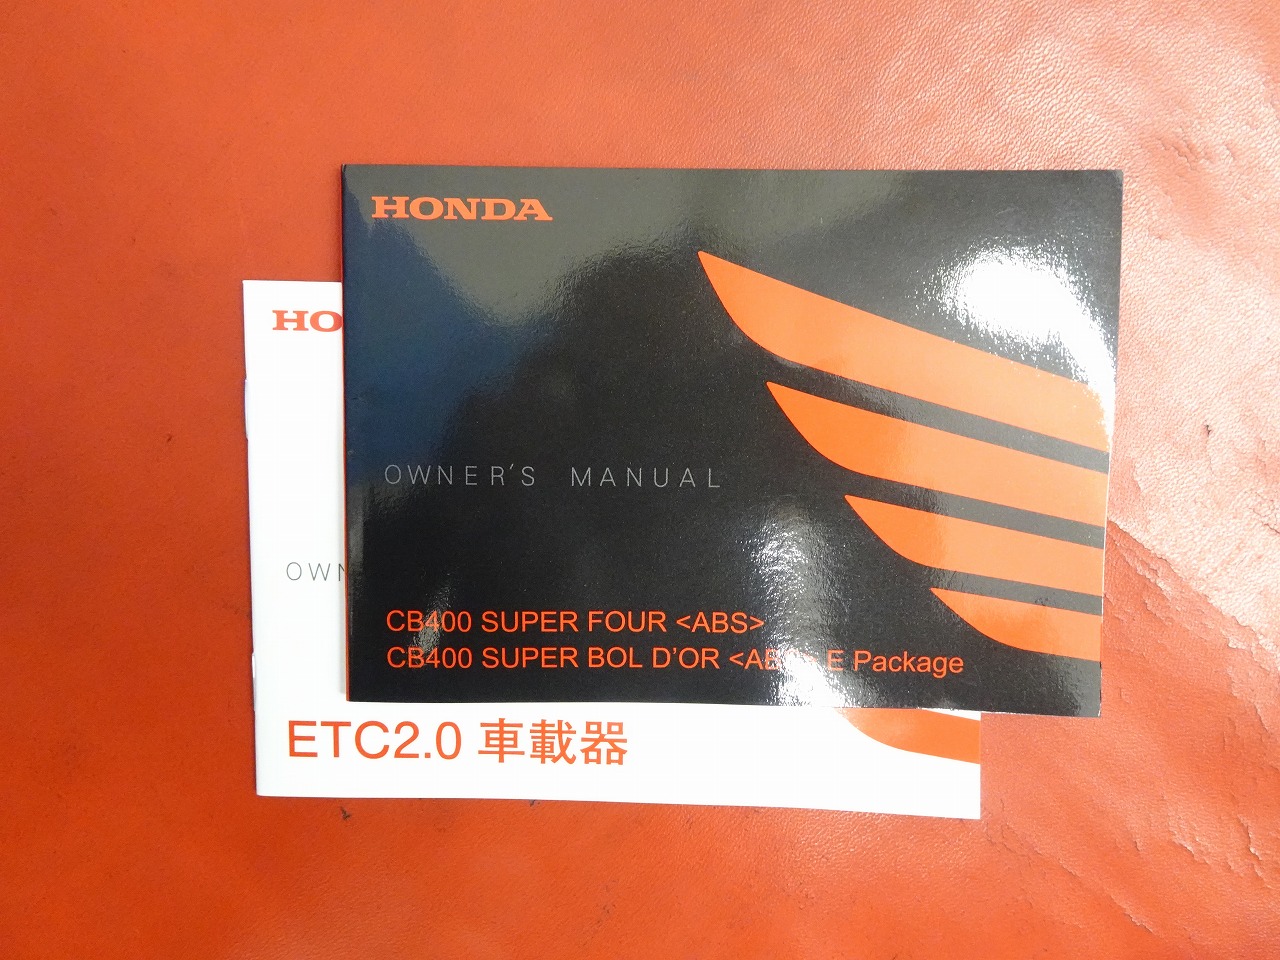 HONDA
OWNER'S MANUAL
CB400 SUPER FOUR <ABS>
CB400 SUPER BOL D'OR <ABS> E Package
HO
OWN
ETC2.0 車載器